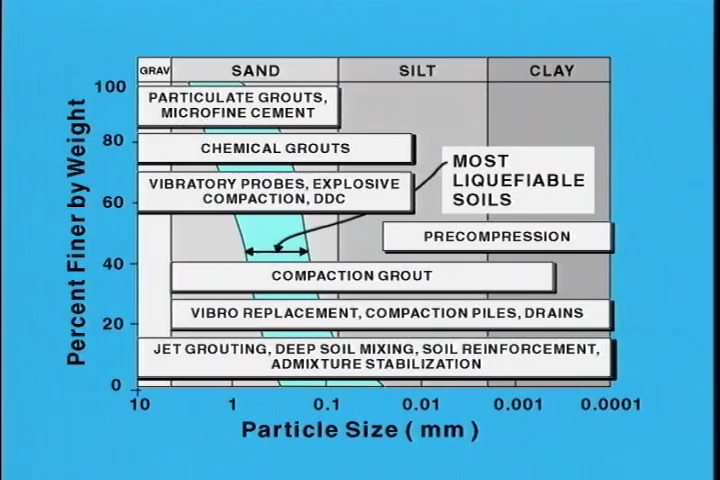 GRAV SAND SILT CLAY
100
PARTICULATE GROUTS,
MICROFINE CEMENT
80
CHEMICAL GROUTS
MOST
LIQUEFIABLE
SOILS
VIBRATORY PROBES, EXPLOSIVE
COMPACTION, DDC
60
PRECOMPRESSION
40
COMPACTION GROUT
VIBRO REPLACEMENT, COMPACTION PILES, DRAINS
20
JET GROUTING, DEEP SOIL MIXING, SOIL REINFORCEMENT,
ADMIXTURE STABILIZATION
0
Percent Finer by Weight
10 1 0.1 0.01 0.001 0.0001
Particle Size ( mm )